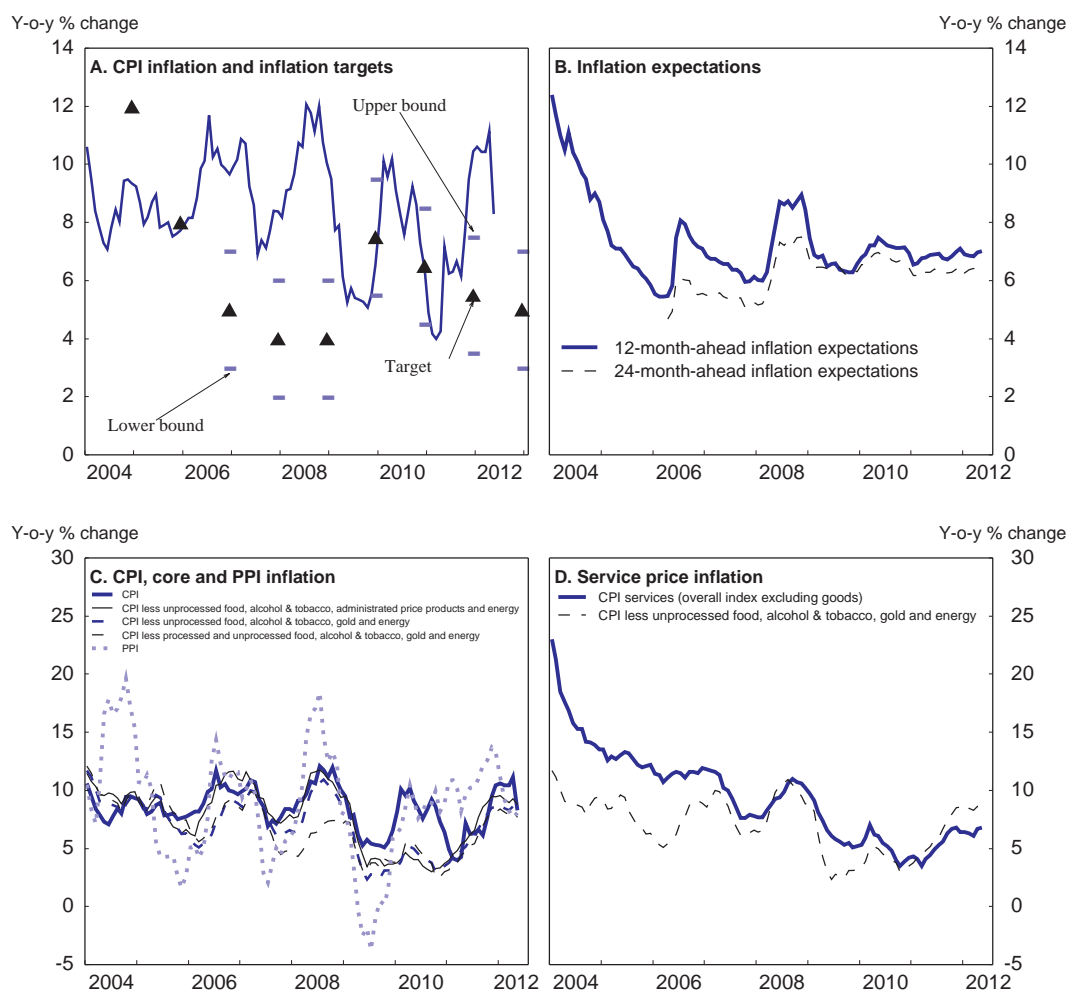 Y-o-y % change
Y-o-y % change
A. CPI inflation and inflation targets
14
12
10
8
6
4
2
0
Upper bound
Target
Lower bound
2004 2006 2008 2010 2012
B. Inflation expectations
14
12
10
8
6
4
2
0
12-month-ahead inflation expectations
24-month-ahead inflation expectations
2004 2006 2008 2010 2012
Y-o-y % change
Y-o-y % change
C. CPI, core and PPI inflation
CPI
CPI less unprocessed food, alcohol & tobacco, administrated price products and energy
CPI less unprocessed food, alcohol & tobacco, gold and energy
CPI less processed and unprocessed food, alcohol & tobacco, gold and energy
PPI
30
25
20
15
10
5
0
-5
2004 2006 2008 2010 2012
D. Service price inflation
CPI services (overall index excluding goods)
CPI less unprocessed food, alcohol & tobacco, gold and energy
30
25
20
15
10
5
0
-5
2004 2006 2008 2010 2012